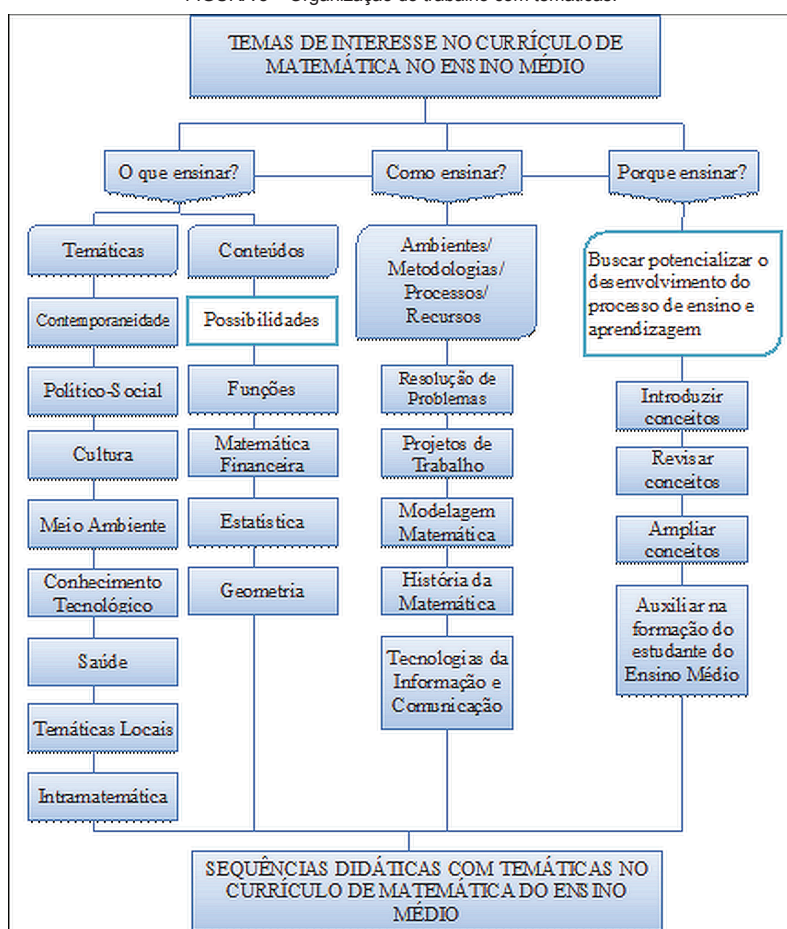 TEMAS DE INTERESSE NO CURRÍCULO DE
MATEMÁTICA NO ENSINO MÉDIO
O que ensinar?
Como ensinar?
Porque ensinar?
Temáticas
Contemporaneidade
Político-Social
Cultura
Meio Ambiente
Conhecimento
Tecnológico
Saúde
Temáticas Locais
Intramatemática
Conteúdos
Possibilidades
Funções
Matemática
Financeira
Estatística
Geometria
Ambientes/
Metodologias/
Processos/
Recursos
Resolução de
Problemas
Projetos de
Trabalho
Modelagem
Matemática
História da
Matemática
Tecnologias da
Informação e
Comunicação
Buscar potencializar o
desenvolvimento do
processo de ensino e
aprendizagem
Introduzir
conceitos
Revisar
conceitos
Ampliar
conceitos
Auxiliar na
formação do
estudante do
Ensino Médio
SEQUÊNCIAS DIDÁTICAS COM TEMÁTICAS NO
CURRÍCULO DE MATEMÁTICA DO ENSINO
MÉDIO